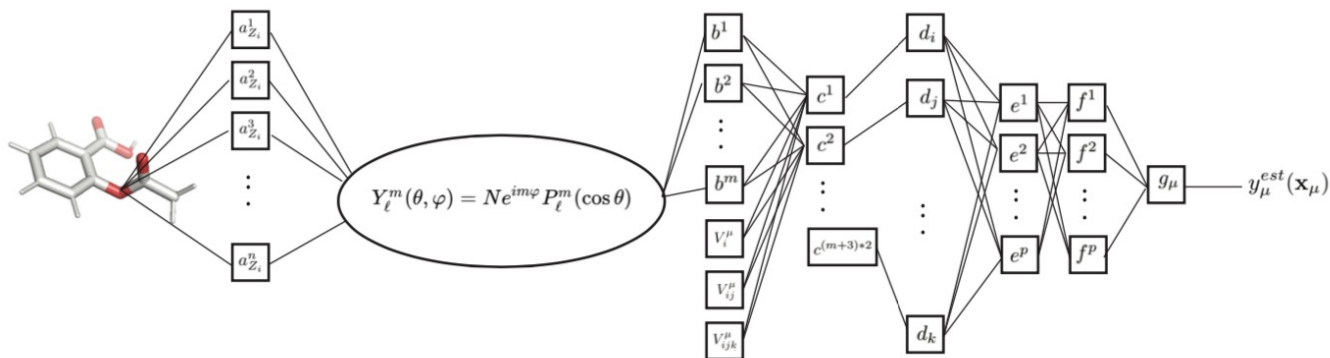 a^1_{Z_i}
a^2_{Z_i}
a^3_{Z_i}
⋮
a^n_{Z_i}
Y_ℓ^m(θ, φ) = Ne^{imφ}P_ℓ^m(cos θ)
b^1
b^2
⋮
b^m
V_i^μ
V_{ij}^μ
V_{ijk}^μ
c^1
c^2
⋮
c^{(m+3)*2}
d_i
d_j
⋮
d_k
e^1
e^2
⋮
e^p
f^1
f^2
⋮
f^p
g_μ
y_μ^{est}(x_μ)